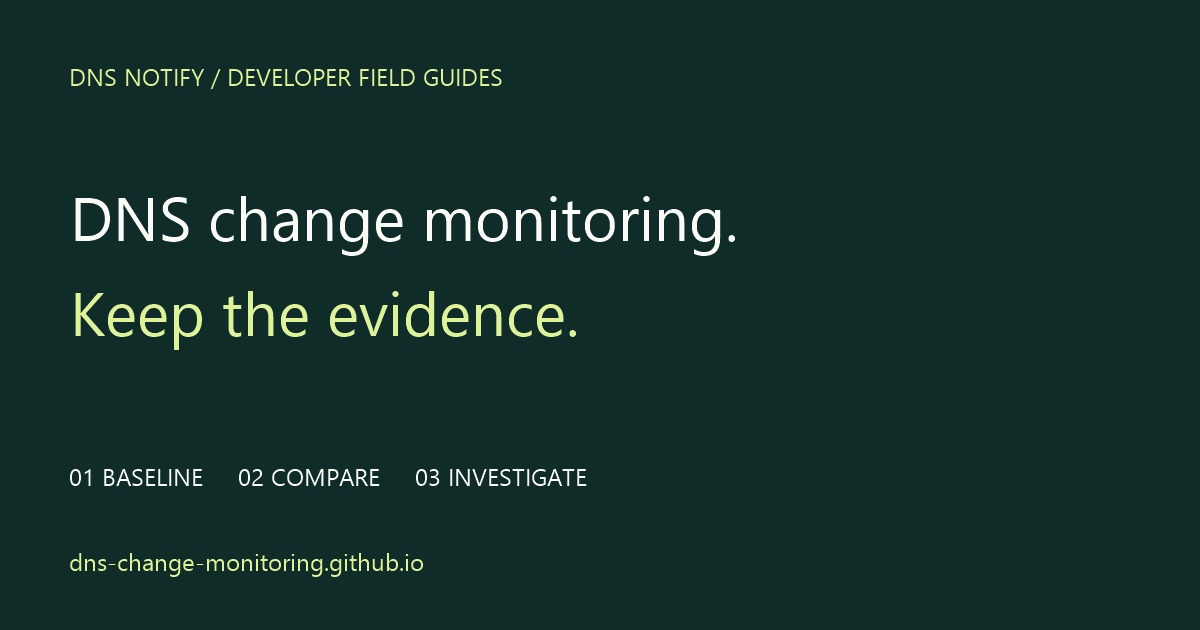 DNS NOTIFY / DEVELOPER FIELD GUIDES
DNS change monitoring.
Keep the evidence.
01 BASELINE 02 COMPARE 03 INVESTIGATE
dns-change-monitoring.github.io